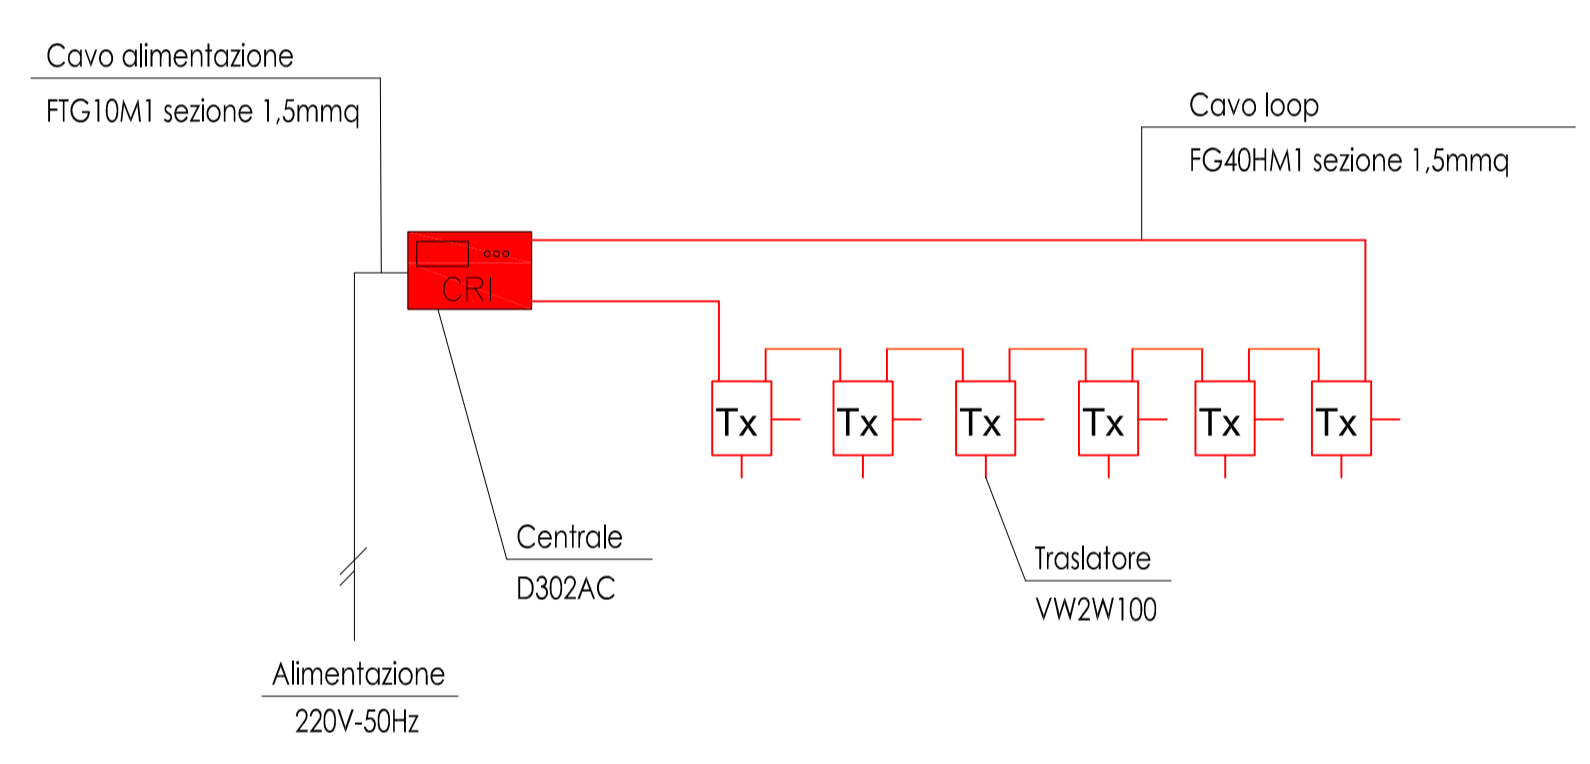 Cavo alimentazione
FTG10M1 sezione 1,5mmq
Cavo loop
FG40HM1 sezione 1,5mmq
CRI
Tx Tx Tx Tx Tx Tx
Centrale
D302AC
Traslatore
VW2W100
Alimentazione
220V-50Hz